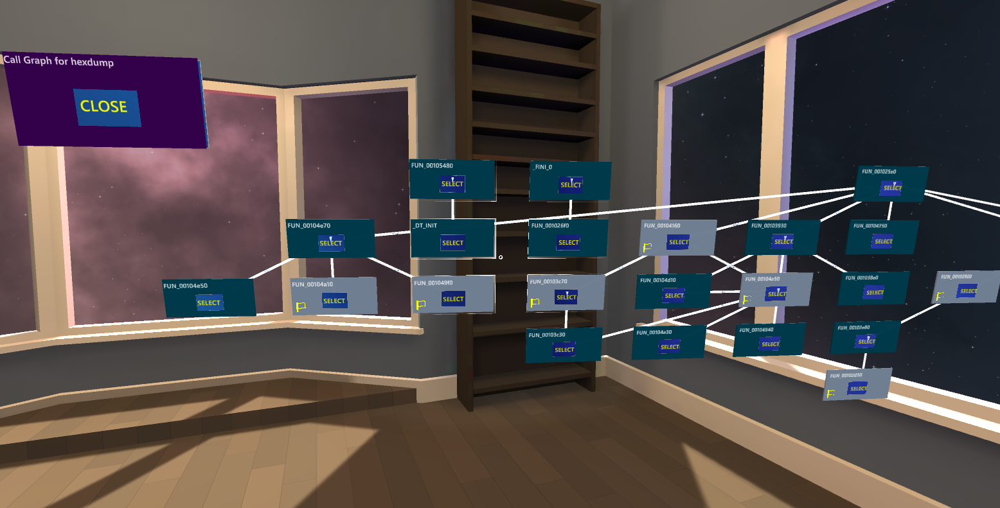 Call Graph for hexdump
CLOSE
FUN_00105480
SELECT
_FINI_0
SELECT
FUN_001025e0
SELECT
FUN_00104e70
SELECT
_DT_INIT
SELECT
FUN_001026f0
SELECT
FUN_00104160
SELECT
FUN_00103930
SELECT
FUN_00104750
SELECT
FUN_00104e50
SELECT
FUN_00104a10
SELECT
FUN_001049f0
SELECT
FUN_00103c70
SELECT
FUN_00104d10
SELECT
FUN_00104a50
SELECT
FUN_001038e0
SELECT
FUN_00102fd0
SELECT
FUN_00103c30
SELECT
FUN_00104a30
SELECT
FUN_00104940
SELECT
FUN_00102e80
SELECT
FUN_00102d30
SELECT